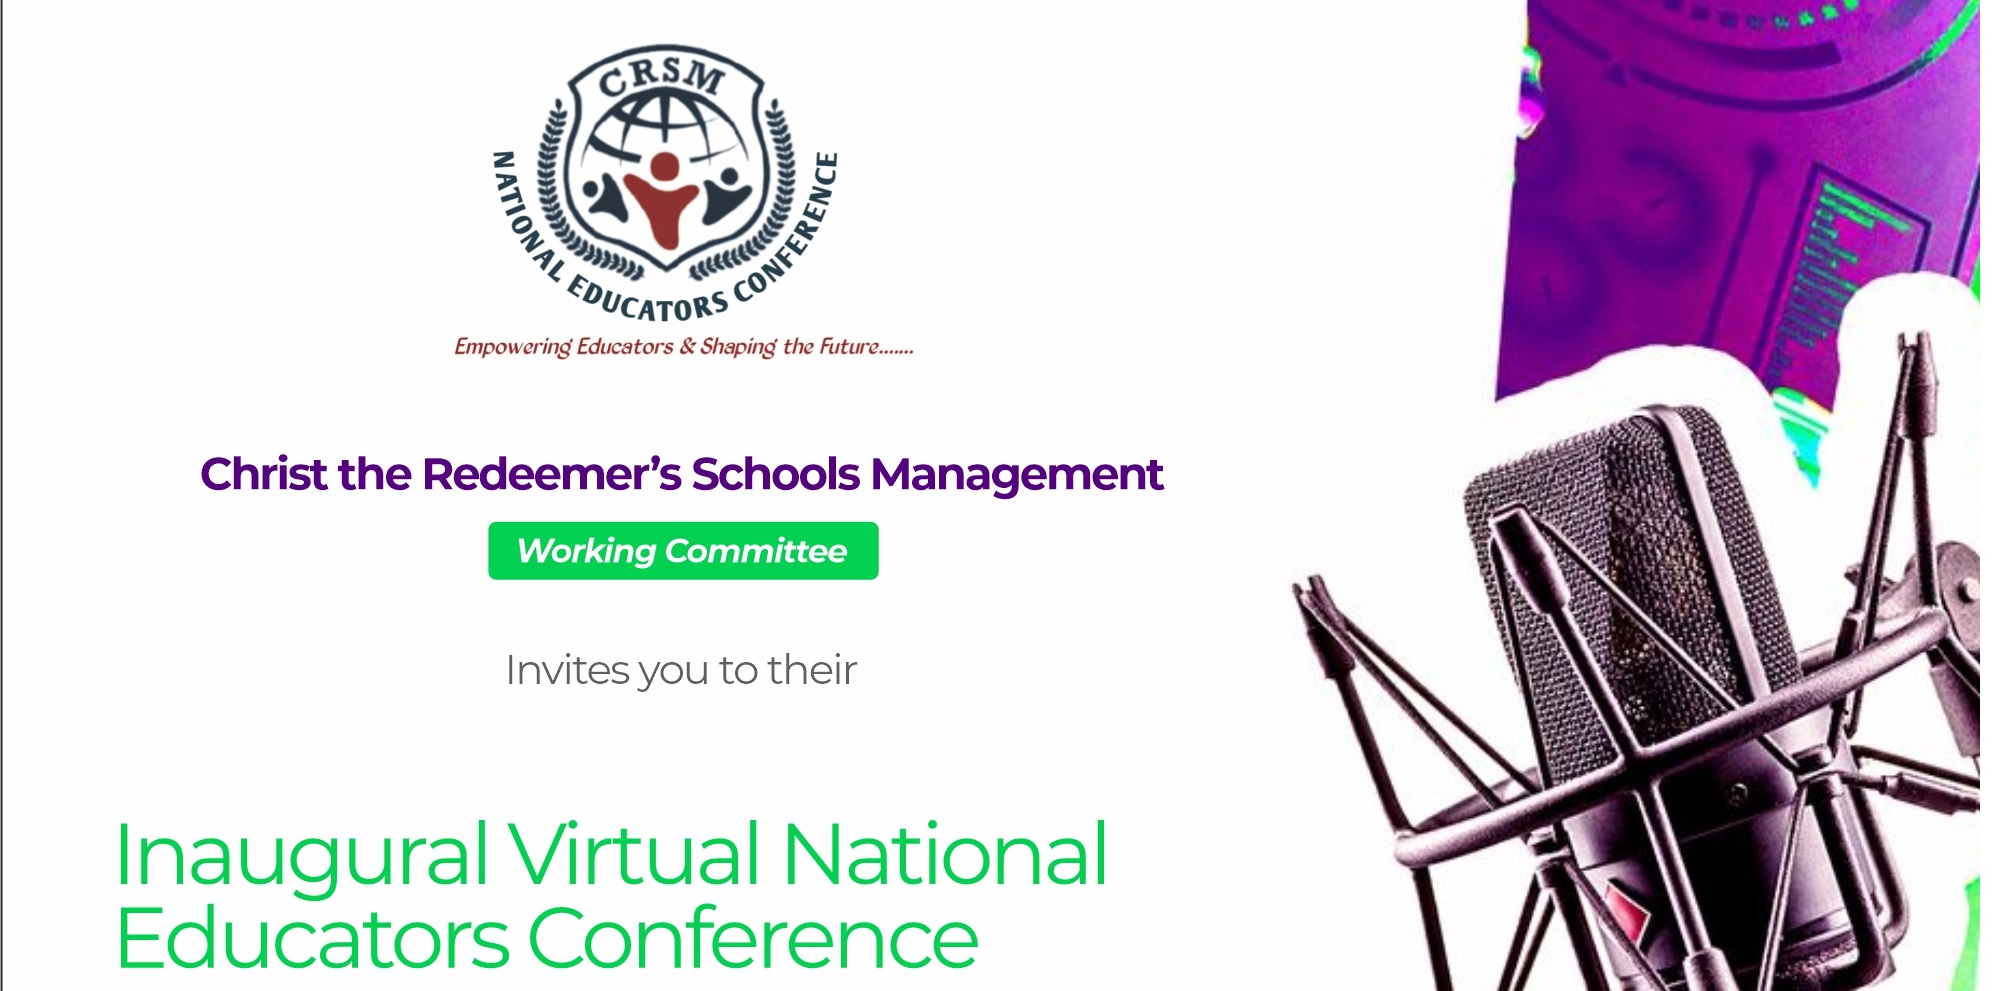 CRSM
NATIONAL EDUCATORS CONFERENCE
Empowering Educators & Shaping the Future.......
Christ the Redeemer’s Schools Management
Working Committee
Invites you to their
Inaugural Virtual National
Educators Conference